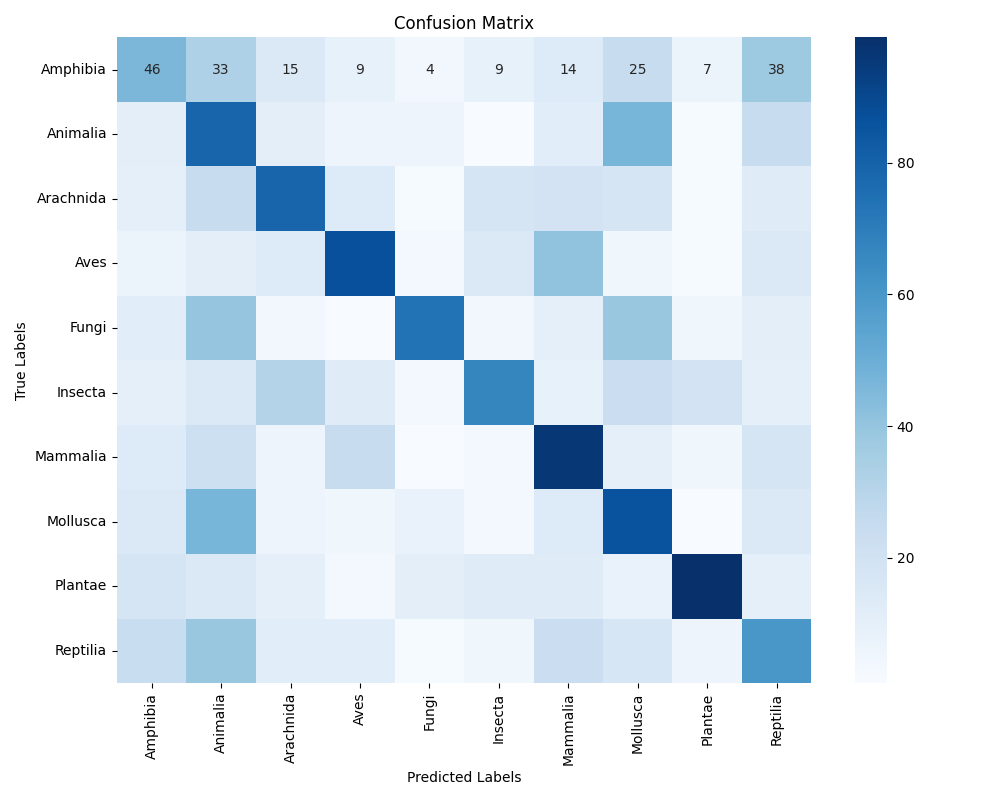 Confusion Matrix
Amphibia 46 33 15 9 4 9 14 25 7 38
Animalia
Arachnida
Aves
Fungi
Insecta
Mammalia
Mollusca
Plantae
Reptilia
True Labels
Amphibia Animalia Arachnida Aves Fungi Insecta Mammalia Mollusca Plantae Reptilia
Predicted Labels
80
60
40
20